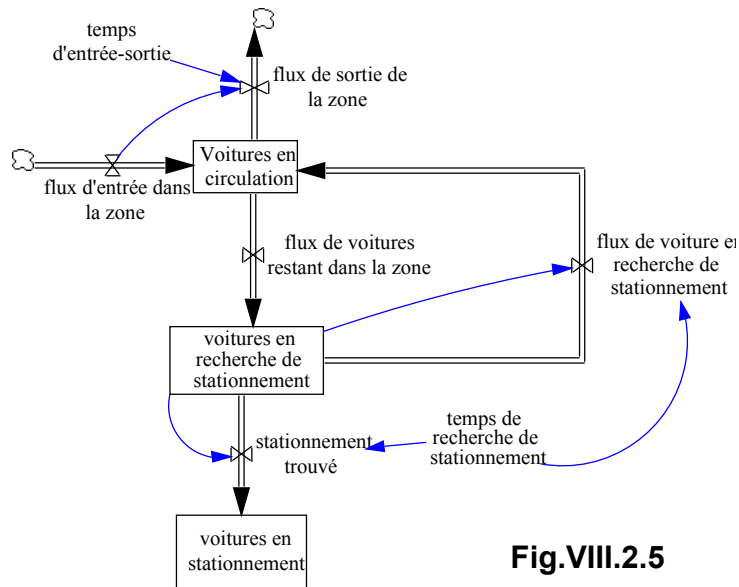 temps
d'entrée-sortie
flux de sortie de
la zone
Voitures en
circulation
flux d'entrée dans
la zone
flux de voitures
restant dans la zone
flux de voiture en
recherche de
stationnement
voitures en
recherche de
stationnement
stationnement
trouvé
temps de
recherche de
stationnement
voitures en
stationnement
Fig.VIII.2.5